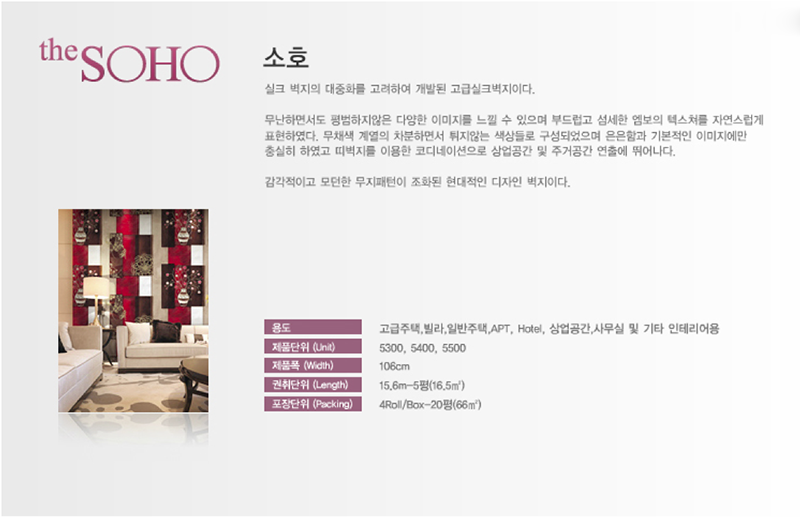 the SOHO
소호
실크 벽지의 대중화를 고려하여 개발된 고급실크벽지이다.
무난하면서도 평범하지않은 다양한 이미지를 느낄 수 있으며 부드럽고 섬세한 엠보의 텍스쳐를 자연스럽게
표현하였다. 무채색 계열의 차분하면서 튀지않는 색상들로 구성되었으며 은은함과 기본적인 이미지에만
충실히 하였고 띠벽지를 이용한 코디네이션으로 상업공간 및 주거공간 연출에 뛰어나다.
감각적이고 모던한 무지패턴이 조화된 현대적인 디자인 벽지이다.
용도 고급주택,빌라,일반주택,APT, Hotel, 상업공간,사무실 및 기타 인테리어용
제품단위 (Unit) 5300, 5400, 5500
제품폭 (Width) 106cm
권취단위 (Length) 15,6m-5평(16,5㎡)
포장단위 (Packing) 4Roll/Box-20평(66㎡)